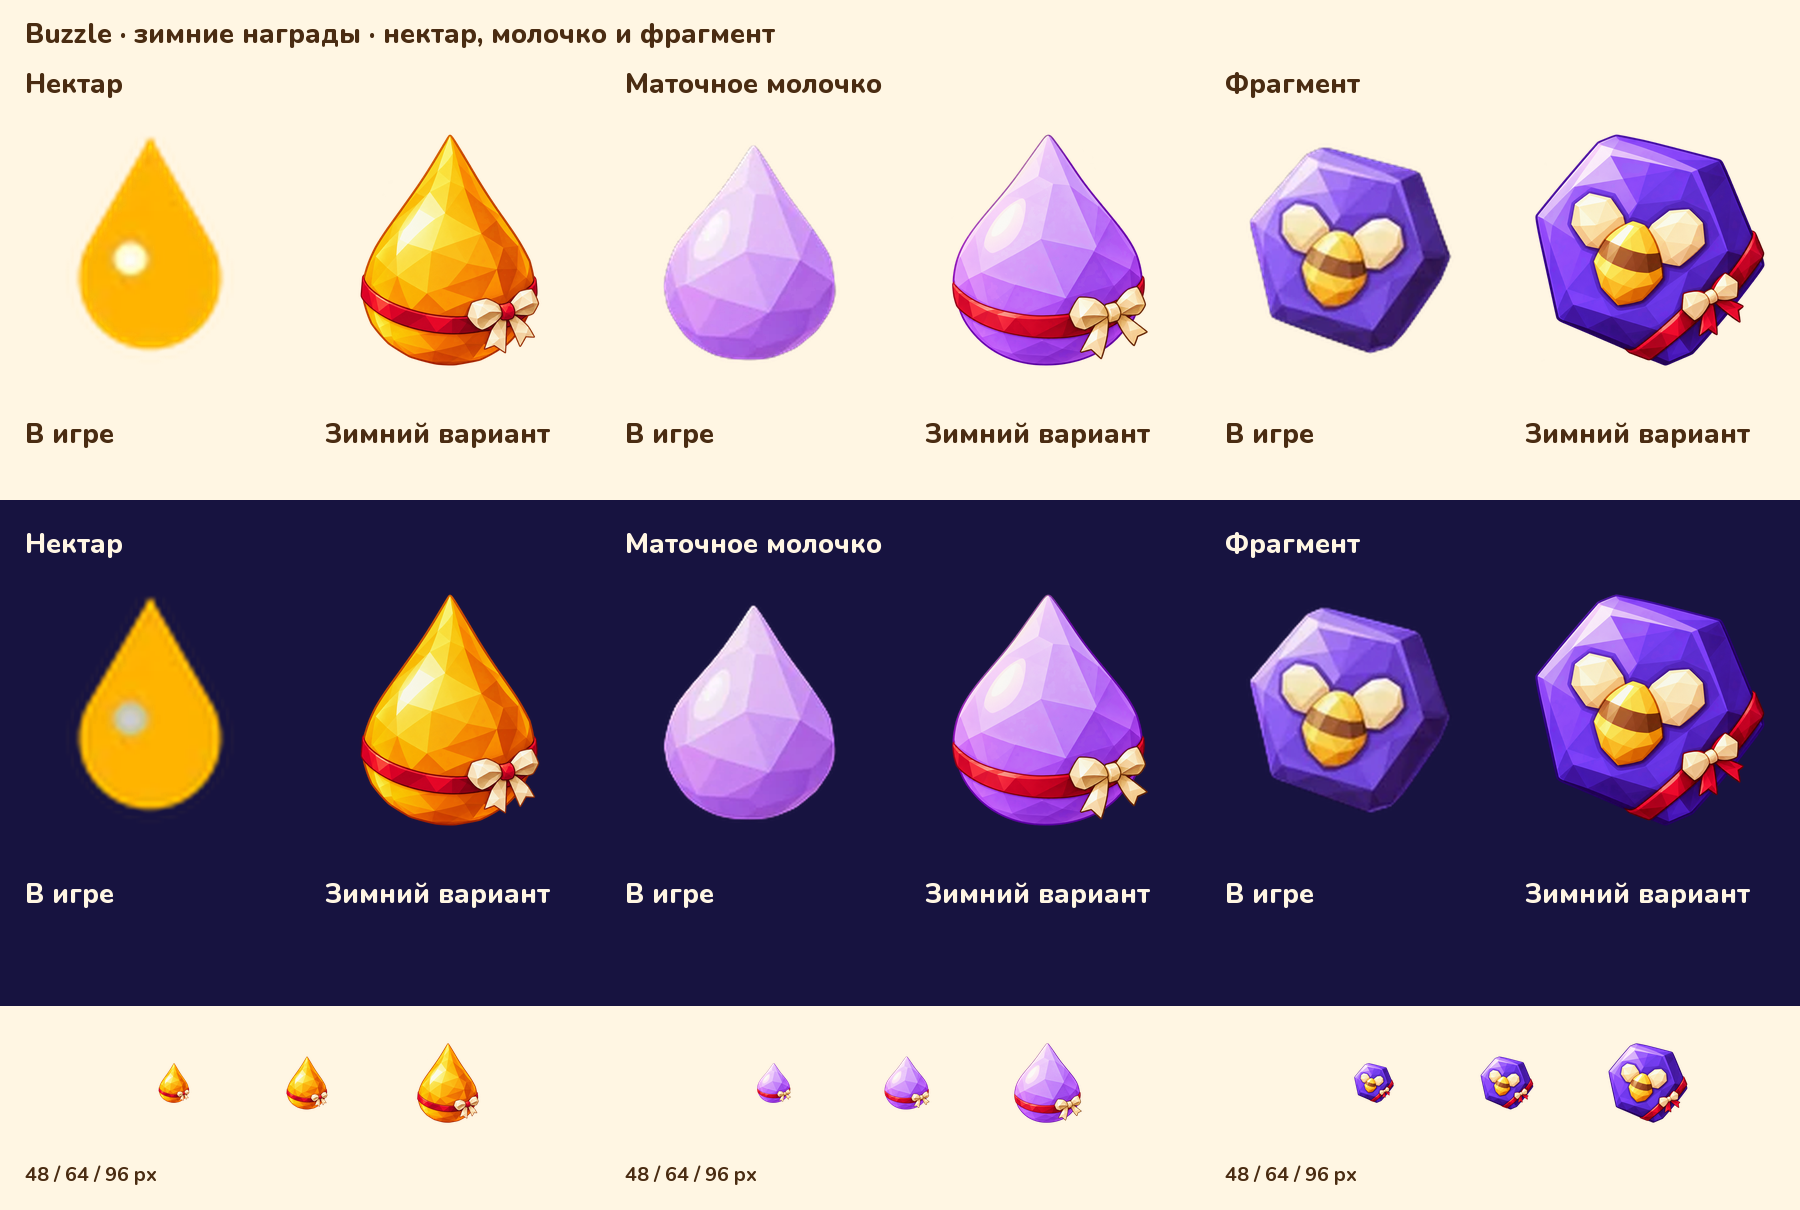 Buzzle · зимние награды · нектар, молочко и фрагмент
Нектар
Маточное молочко
Фрагмент
В игре
Зимний вариант
В игре
Зимний вариант
В игре
Зимний вариант
Нектар
Маточное молочко
Фрагмент
В игре
Зимний вариант
В игре
Зимний вариант
В игре
Зимний вариант
48 / 64 / 96 px
48 / 64 / 96 px
48 / 64 / 96 px